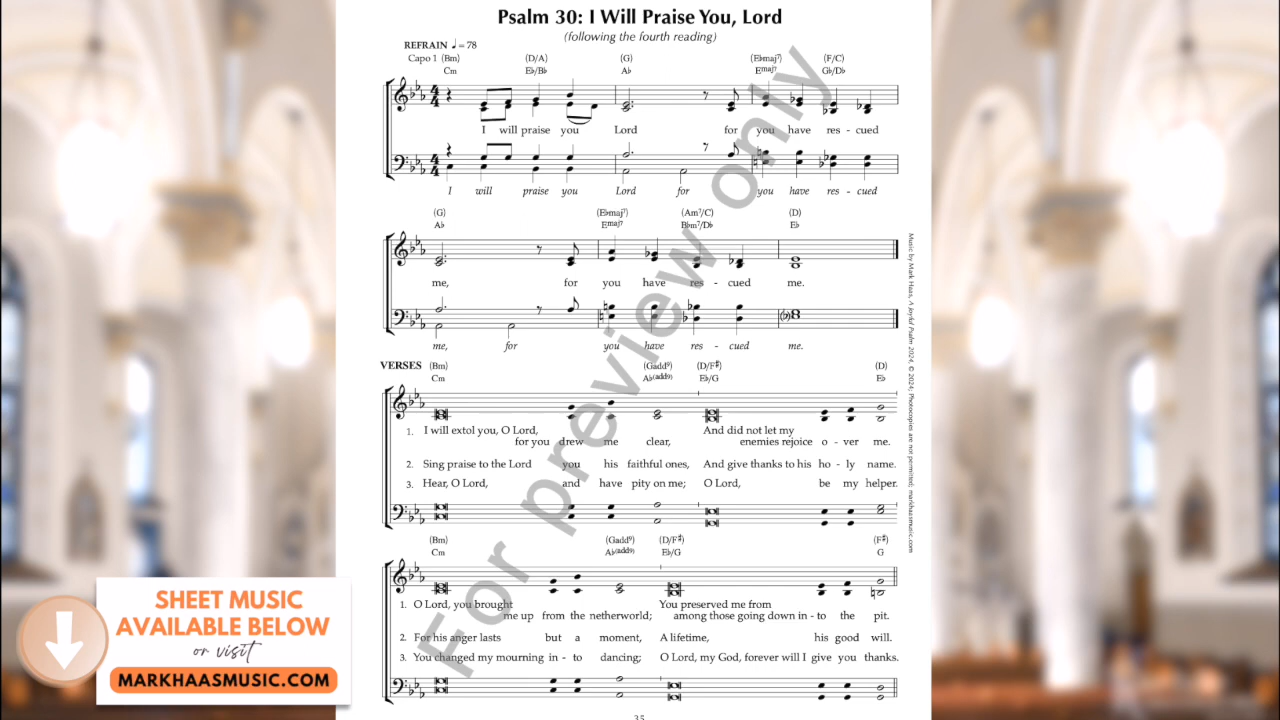 Psalm 30: I Will Praise You, Lord
(following the fourth reading)
REFRAIN ♩ = 78
Capo 1 (Bm) (D/A) (G) (E♭maj7) (F/C)
Cm E♭/B♭ A♭ Emaj7 G♭/D♭
I will praise you Lord for you have res - cued
I will praise you Lord for you have res - cued
(G) (E♭maj7) (Am7/C) (D)
A♭ Emaj7 B♭m7/D♭ E♭
me, for you have res - cued me.
me, for you have res - cued me.
VERSES (Bm) (Gadd9) (D/F♯) (D)
Cm A♭(add9) E♭/G E♭
1. I will extol you, O Lord, And did not let my
for you drew me clear, enemies rejoice o - ver me.
2. Sing praise to the Lord you his faithful ones, And give thanks to his ho - ly name.
3. Hear, O Lord, and have pity on me; O Lord, be my helper.
(Bm) (Gadd9) (D/F♯) (F♯)
Cm A♭(add9) E♭/G G
1. O Lord, you brought You preserved me from
me up from the netherworld; among those going down in - to the pit.
2. For his anger lasts but a moment, A lifetime, his good will.
3. You changed my mourning in - to dancing; O Lord, my God, forever will I give you thanks.
35
Music by Mark Haas, A Joyful Psalm 2024, © 2024; Photocopies are not permitted; markhaasmusic.com
For preview only
SHEET MUSIC
AVAILABLE BELOW
or visit
MARKHAASMUSIC.COM